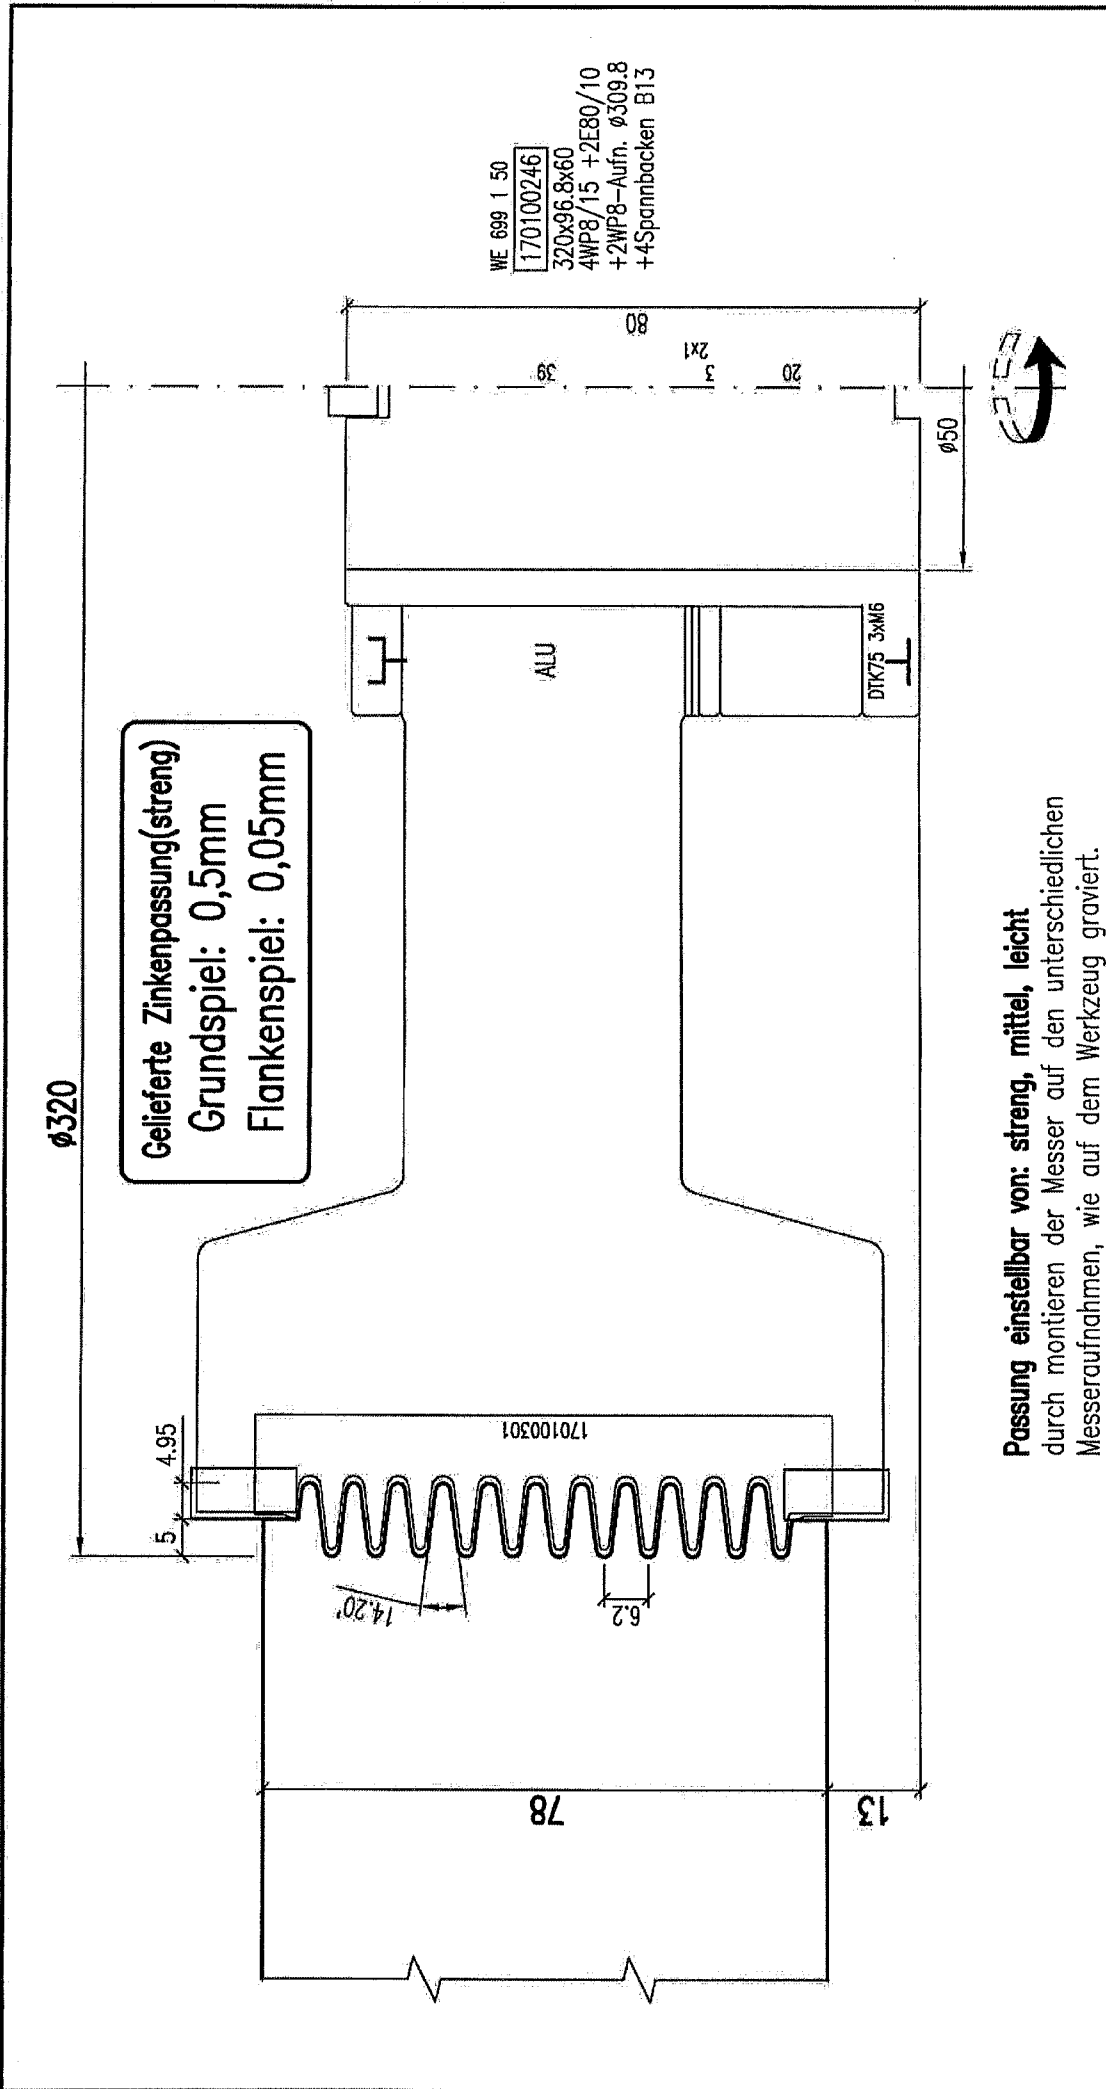 ø320
Gelieferte Zinkenpassung(streng)
Grundspiel: 0,5mm
Flankenspiel: 0,05mm
WE 699 1 50
170100246
320x96.8x60
4WP8/15 +2E80/10
+2WP8-Aufn. ø309.8
+4Spannbacken B13
5
4.95
14.20°
6.2
170100301
78
13
ALU
DTK75 3xM6
80
39
3
2x1
20
ø50
Passung einstellbar von: streng, mittel, leicht
durch montieren der Messer auf den unterschiedlichen
Messeraufnahmen, wie auf dem Werkzeug graviert.